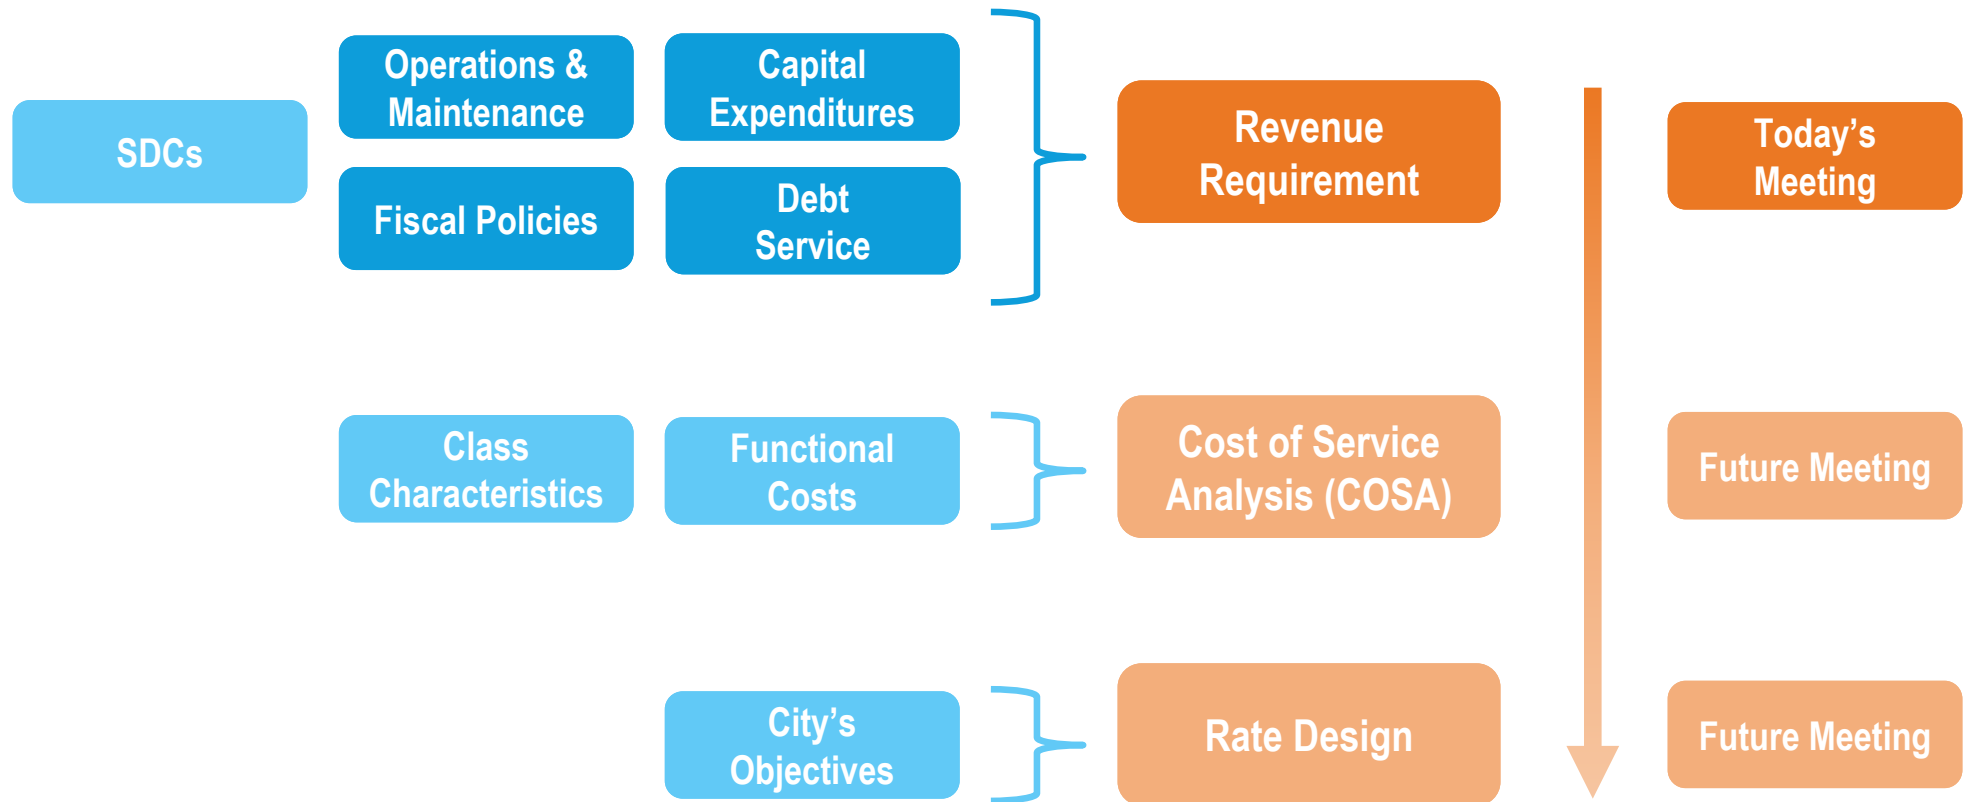 SDCs
Operations &
Maintenance
Capital
Expenditures
Fiscal Policies
Debt
Service
Revenue
Requirement
Today’s
Meeting
Class
Characteristics
Functional
Costs
Cost of Service
Analysis (COSA)
Future Meeting
City’s
Objectives
Rate Design
Future Meeting